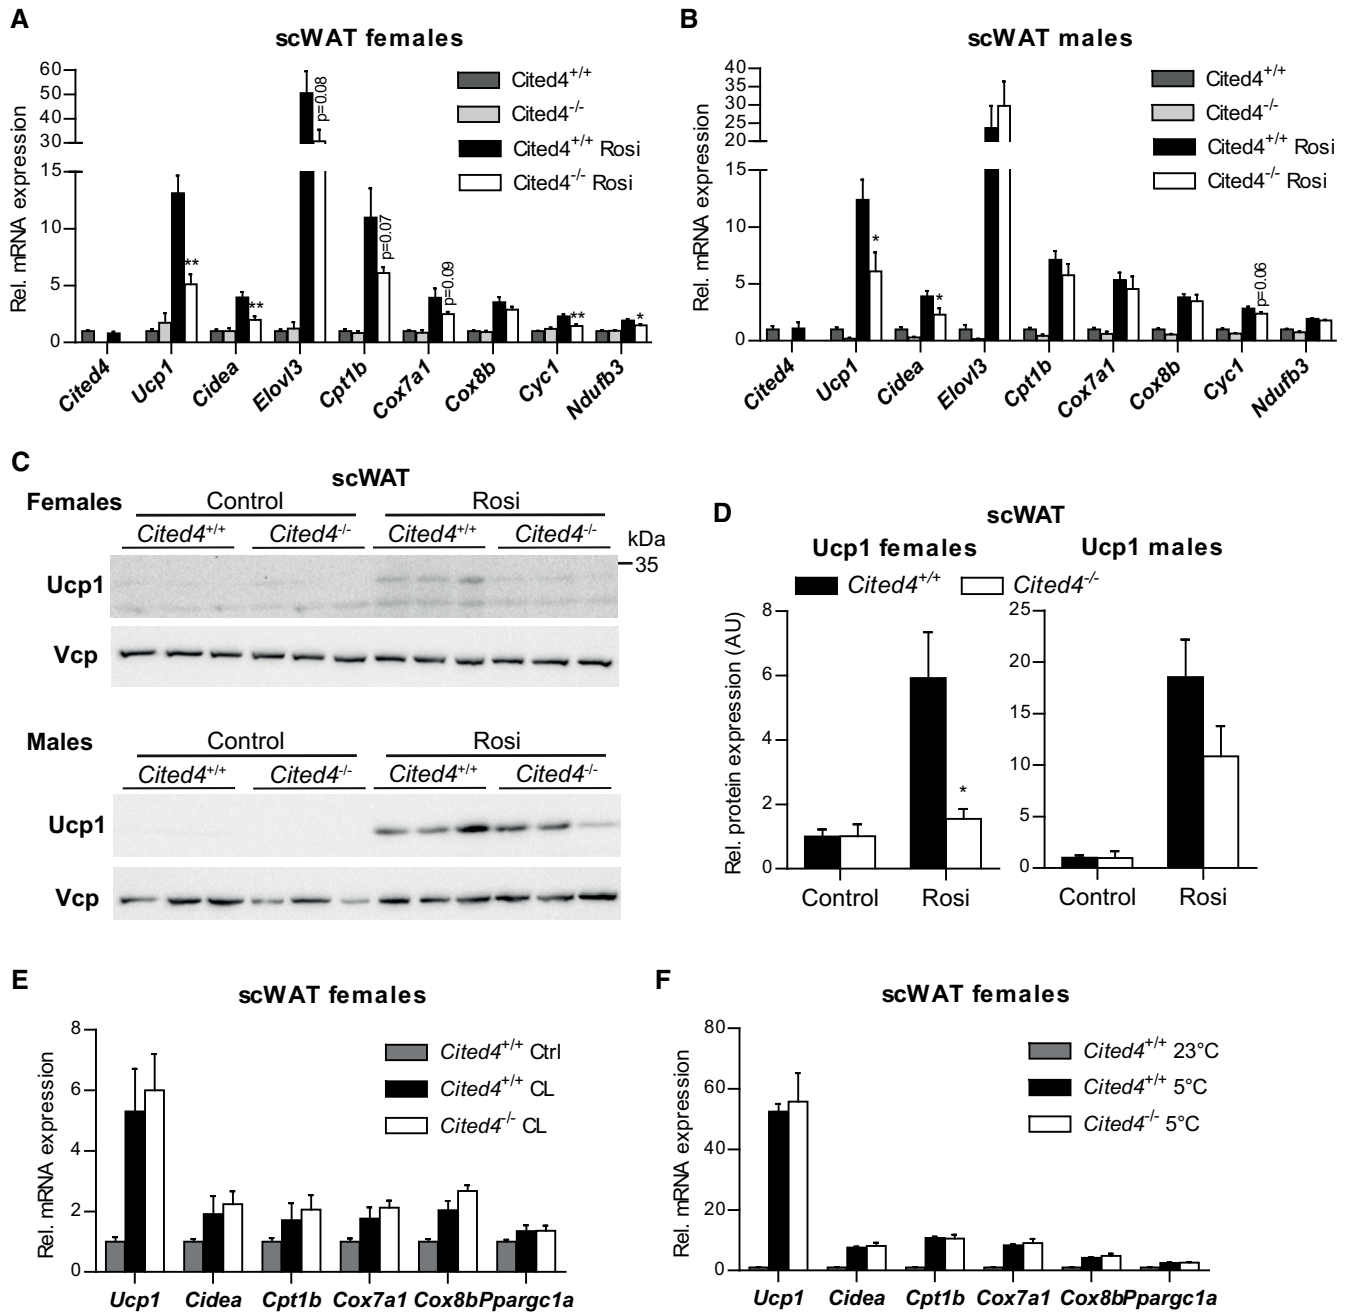 A
scWAT females
Rel. mRNA expression
60
50
40
30
15
10
5
0
Cited4+/+
Cited4-/-
Cited4+/+ Rosi
Cited4-/- Rosi
** ** p=0.08 p=0.07 p=0.09 ** *
Cited4 Ucp1 Cidea Elovl3 Cpt1b Cox7a1 Cox8b Cyc1 Ndufb3
B
scWAT males
Rel. mRNA expression
40
35
30
25
20
15
10
5
0
Cited4+/+
Cited4-/-
Cited4+/+ Rosi
Cited4-/- Rosi
* * p=0.06
Cited4 Ucp1 Cidea Elovl3 Cpt1b Cox7a1 Cox8b Cyc1 Ndufb3
C
scWAT
Females Control Rosi
Cited4+/+ Cited4-/- Cited4+/+ Cited4-/-
kDa
35
Ucp1
Vcp
Males Control Rosi
Cited4+/+ Cited4-/- Cited4+/+ Cited4-/-
Ucp1
Vcp
D
scWAT
Ucp1 females Ucp1 males
Cited4+/+ Cited4-/-
Rel. protein expression (AU)
8
6
4
2
0
*
Control Rosi
25
20
15
10
5
0
Control Rosi
E
scWAT females
Rel. mRNA expression
8
6
4
2
0
Cited4+/+ Ctrl
Cited4+/+ CL
Cited4-/- CL
Ucp1 Cidea Cpt1b Cox7a1 Cox8b Ppargc1a
F
scWAT females
Rel. mRNA expression
80
60
40
20
0
Cited4+/+ 23°C
Cited4+/+ 5°C
Cited4-/- 5°C
Ucp1 Cidea Cpt1b Cox7a1 Cox8b Ppargc1a